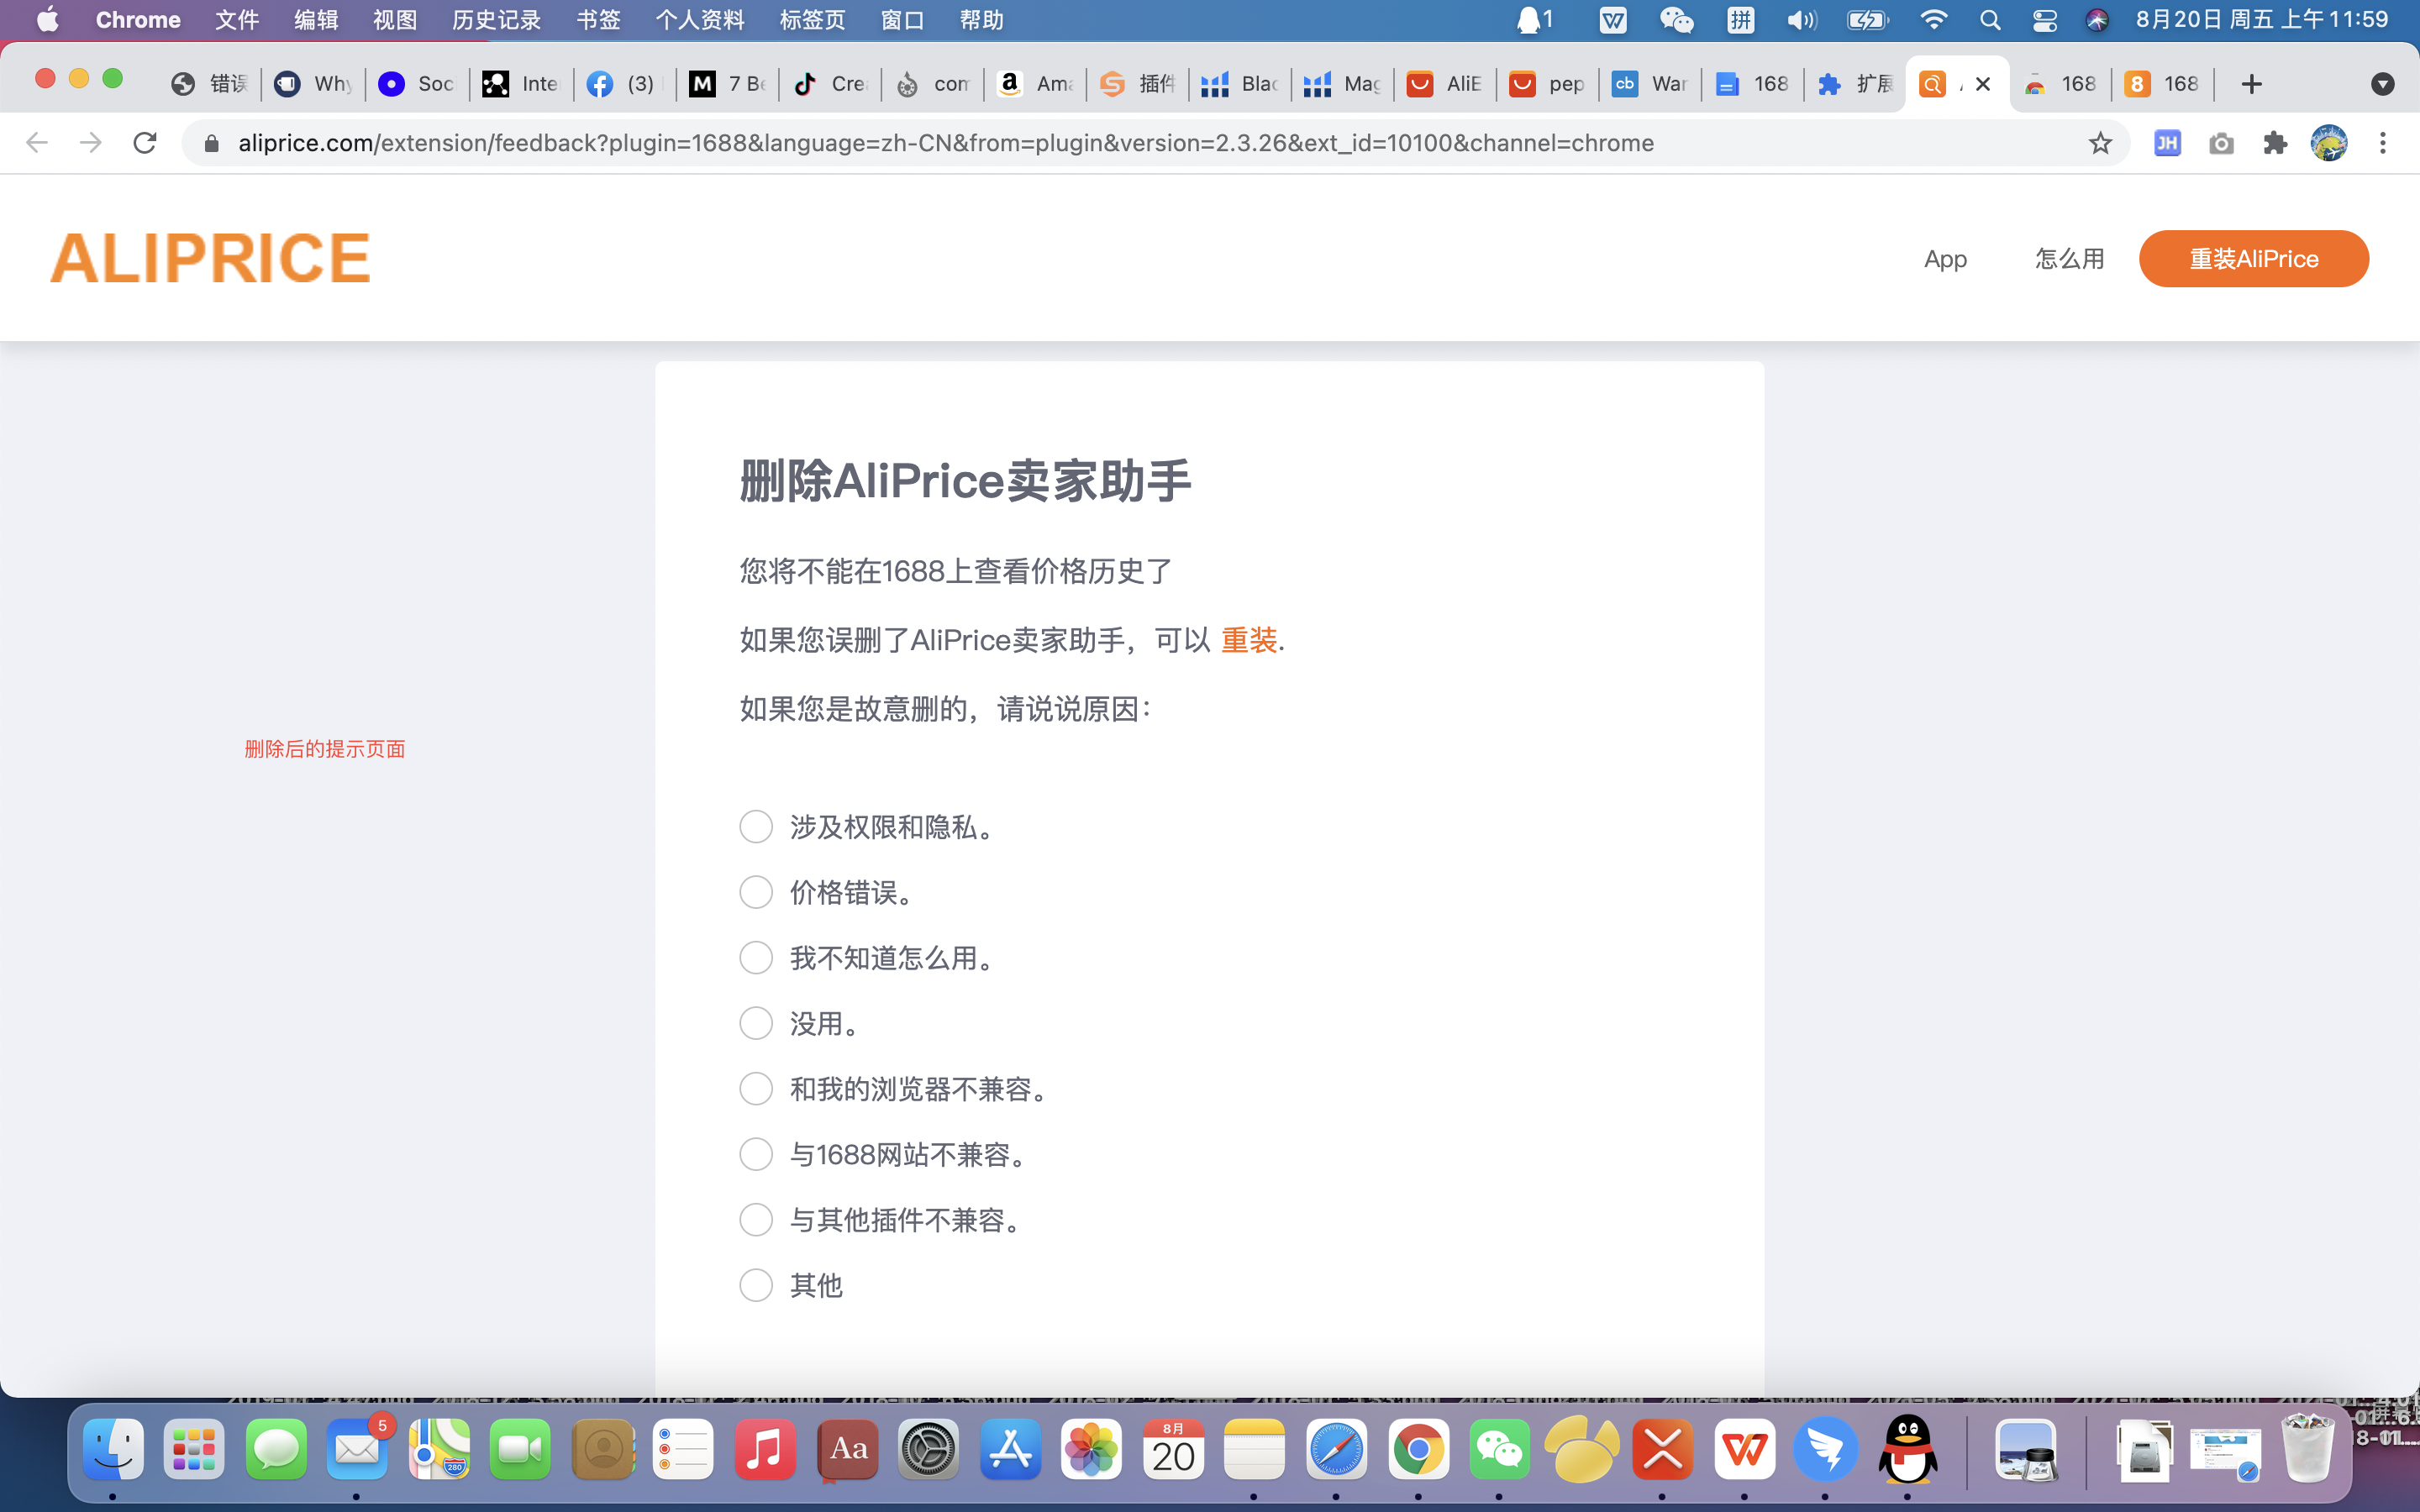 Chrome 文件 编辑 视图 历史记录 书签 个人资料 标签页 窗口 帮助 1 拼 8月20日 周五 上午11:59
错误 Why Soc Inte (3) M 7 Be Cre com a Ama 插件 Blac Mag AliE pep cb War 168 扩展 168 8 168
aliprice.com/extension/feedback?plugin=1688&language=zh-CN&from=plugin&version=2.3.26&ext_id=10100&channel=chrome JH
ALIPRICE
App 怎么用 重装AliPrice
删除AliPrice卖家助手
您将不能在1688上查看价格历史了
如果您误删了AliPrice卖家助手，可以 重装.
如果您是故意删的，请说说原因：
删除后的提示页面
涉及权限和隐私。
价格错误。
我不知道怎么用。
没用。
和我的浏览器不兼容。
与1688网站不兼容。
与其他插件不兼容。
其他
5 280 Aa 8月 20